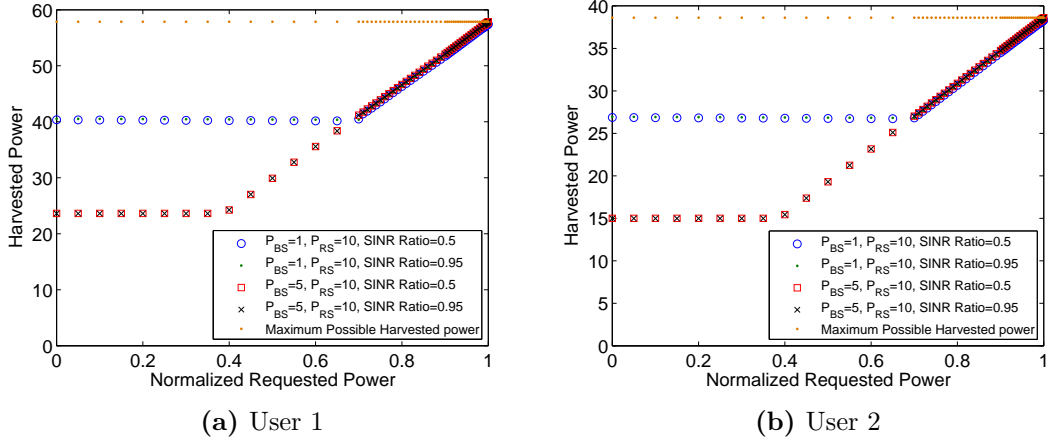 60
50
40
30
20
10
0
Harvested Power
P_BS=1, P_RS=10, SINR Ratio=0.5
P_BS=1, P_RS=10, SINR Ratio=0.95
P_BS=5, P_RS=10, SINR Ratio=0.5
P_BS=5, P_RS=10, SINR Ratio=0.95
Maximum Possible Harvested power
0 0.2 0.4 0.6 0.8 1
Normalized Requested Power
(a) User 1
40
35
30
25
20
15
10
5
0
Harvested Power
P_BS=1, P_RS=10, SINR Ratio=0.5
P_BS=1, P_RS=10, SINR Ratio=0.95
P_BS=5, P_RS=10, SINR Ratio=0.5
P_BS=5, P_RS=10, SINR Ratio=0.95
Maximum Possible Harvested power
0 0.2 0.4 0.6 0.8 1
Normalized Requested Power
(b) User 2